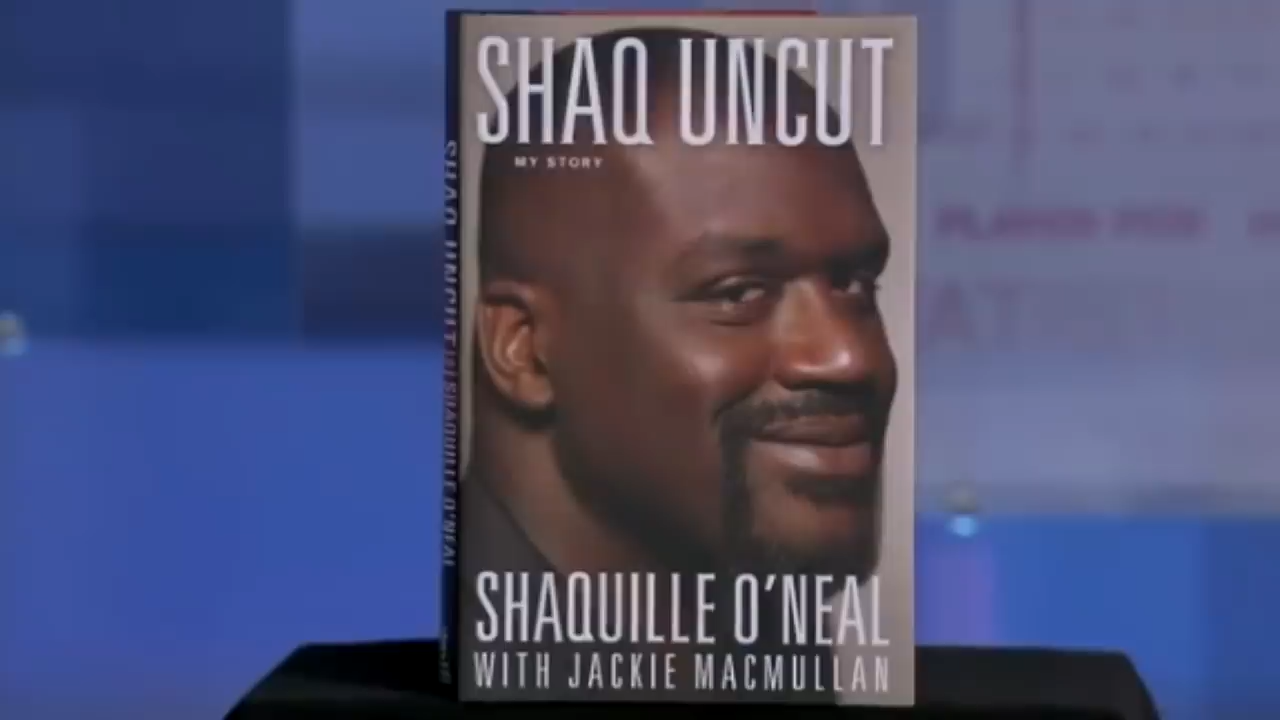 SHAQ UNCUT
MY STORY
SHAQUILLE O'NEAL
WITH JACKIE MACMULLAN
SHAQ UNCUT
SHAQUILLE O'NEAL